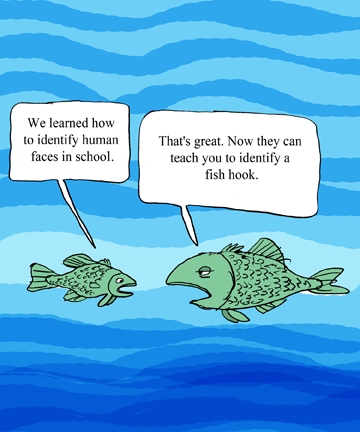 We learned how
to identify human
faces in school.
That's great. Now they can
teach you to identify a
fish hook.